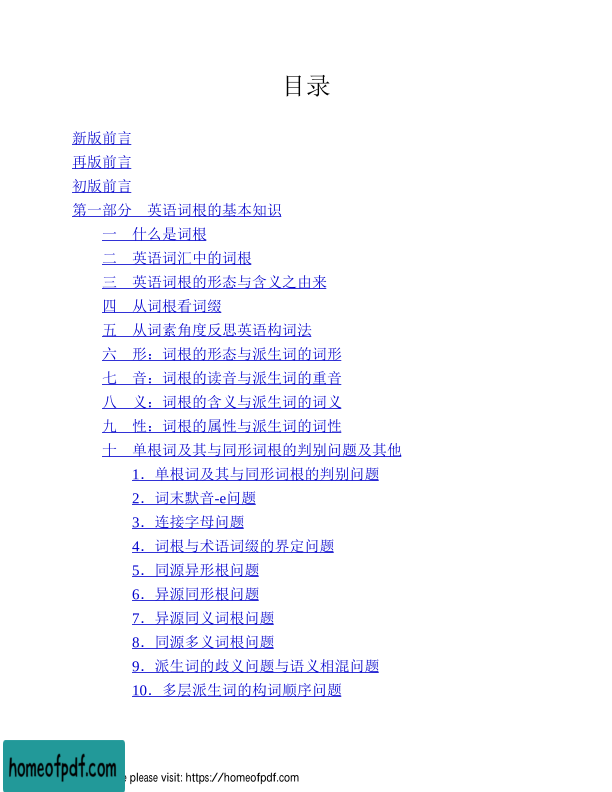 目录
新版前言
再版前言
初版前言
第一部分　英语词根的基本知识
一　什么是词根
二　英语词汇中的词根
三　英语词根的形态与含义之由来
四　从词根看词缀
五　从词素角度反思英语构词法
六　形：词根的形态与派生词的词形
七　音：词根的读音与派生词的重音
八　义：词根的含义与派生词的词义
九　性：词根的属性与派生词的词性
十　单根词及其与同形词根的判别问题及其他
1．单根词及其与同形词根的判别问题
2．词末默音-e问题
3．连接字母问题
4．词根与术语词缀的界定问题
5．同源异形根问题
6．异源同形根问题
7．异源同义词根问题
8．同源多义词根问题
9．派生词的歧义问题与语义相混问题
10．多层派生词的构词顺序问题
homeofpdf.com
please visit: https://homeofpdf.com